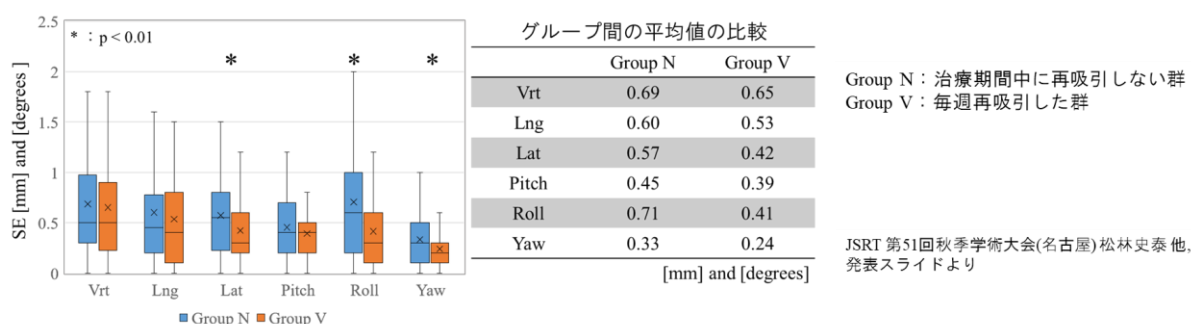 2.5
* ：p < 0.01
2
1.5
1
0.5
0
SE [mm] and [degrees ]
* * *
Vrt Lng Lat Pitch Roll Yaw
Group N Group V
グループ間の平均値の比較
Group N Group V
Vrt 0.69 0.65
Lng 0.60 0.53
Lat 0.57 0.42
Pitch 0.45 0.39
Roll 0.71 0.41
Yaw 0.33 0.24
[mm] and [degrees]
Group N：治療期間中に再吸引しない群
Group V：毎週再吸引した群
JSRT 第51回秋季学術大会(名古屋) 松林史泰 他,
発表スライドより